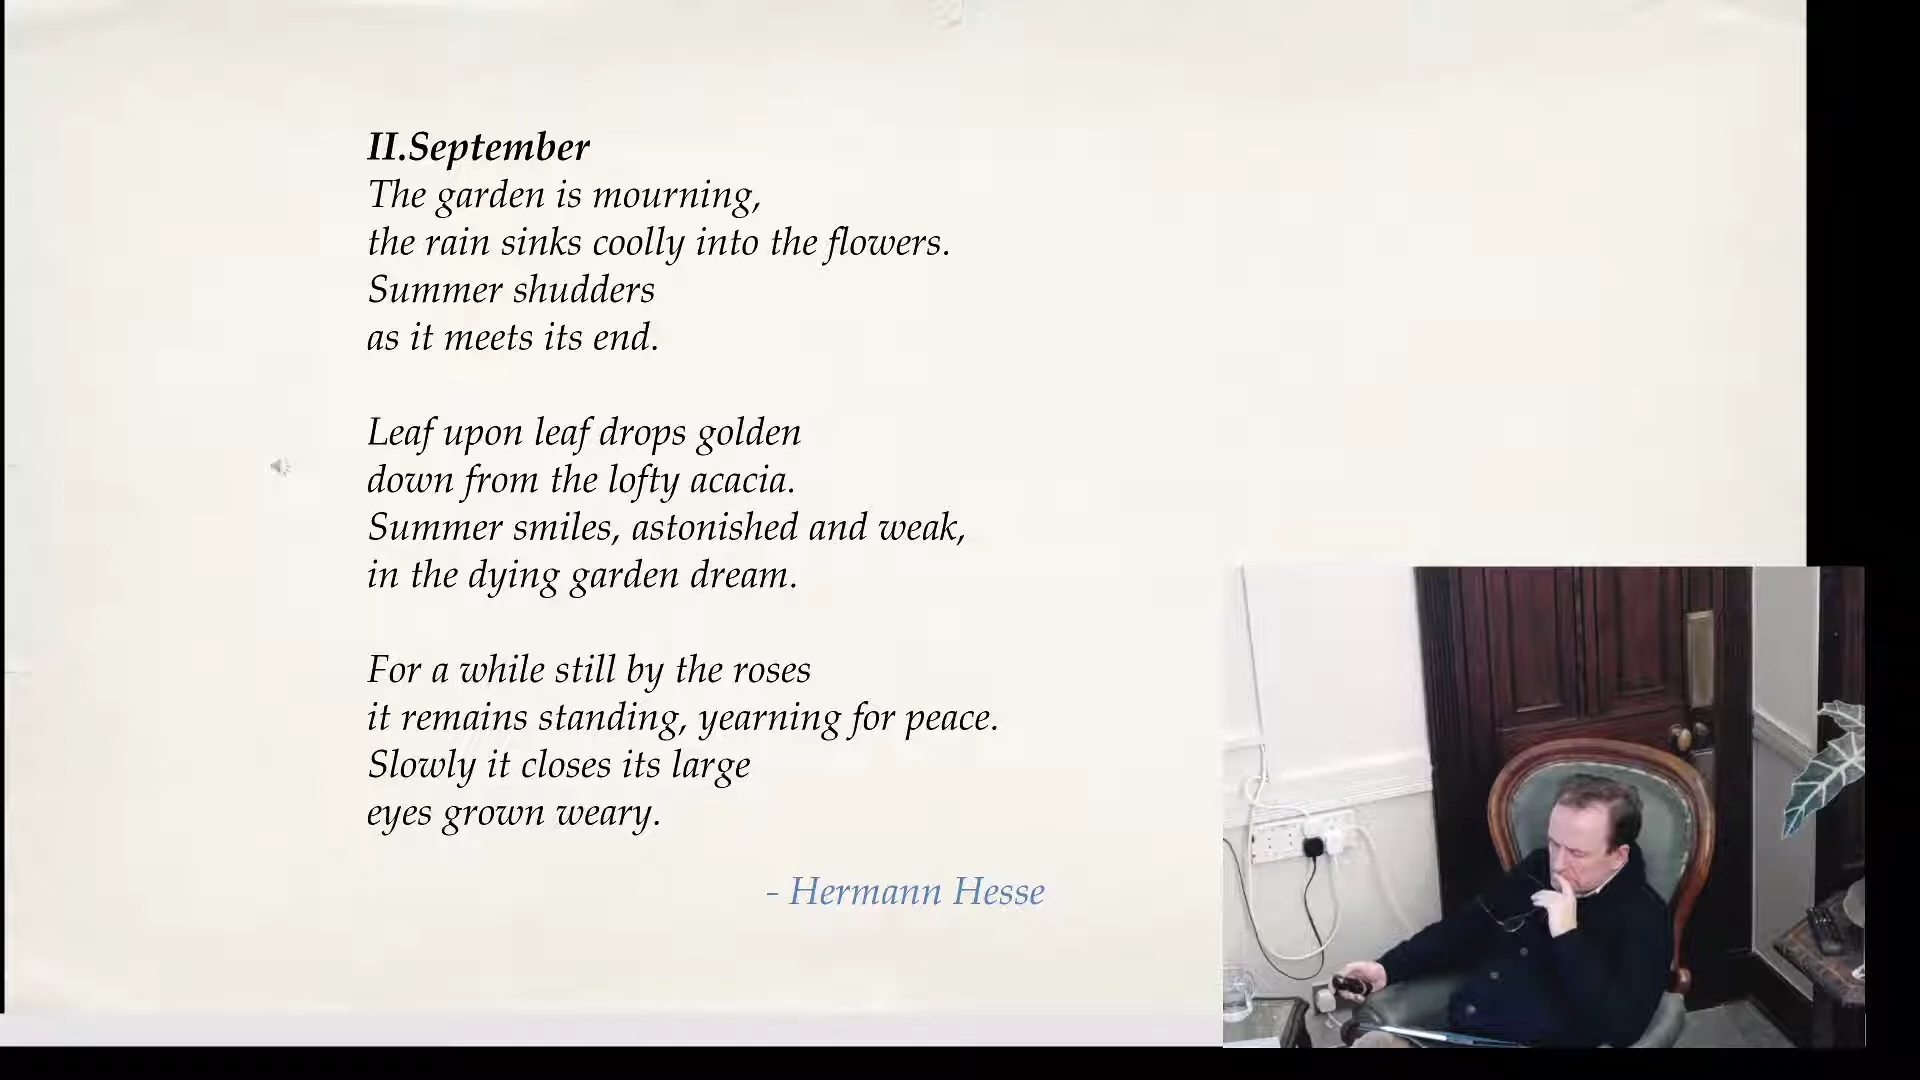 II.September
The garden is mourning,
the rain sinks coolly into the flowers.
Summer shudders
as it meets its end.
Leaf upon leaf drops golden
down from the lofty acacia.
Summer smiles, astonished and weak,
in the dying garden dream.
For a while still by the roses
it remains standing, yearning for peace.
Slowly it closes its large
eyes grown weary.
- Hermann Hesse